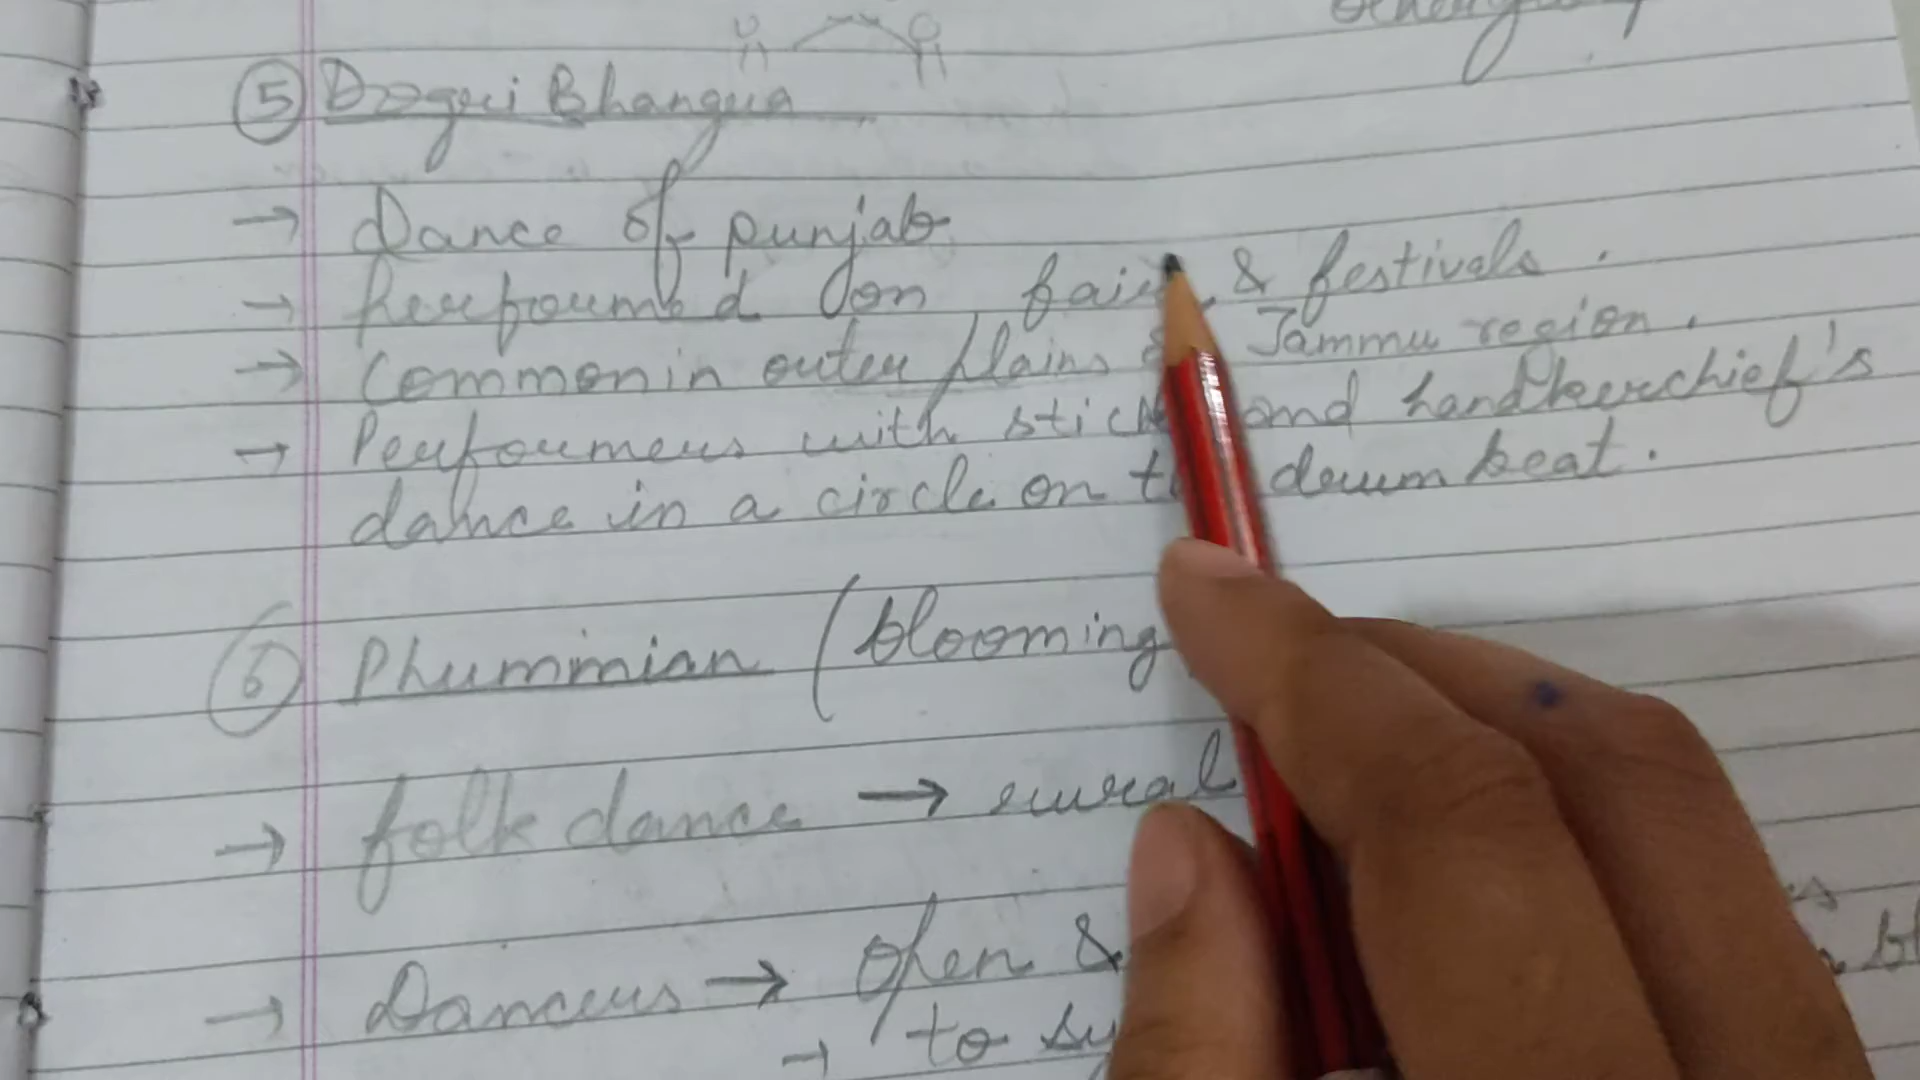 ⑤ Dogri Bhangra
→ Dance of punjab
→ Performed on fairs & festivals.
→ Common in outer plains of Jammu region.
→ Performers with sticks and handkerchief's
dance in a circle on the drum beat.
⑥ Phummian (blooming
→ folk dance → rural
→ Dancers → Open &
→ to